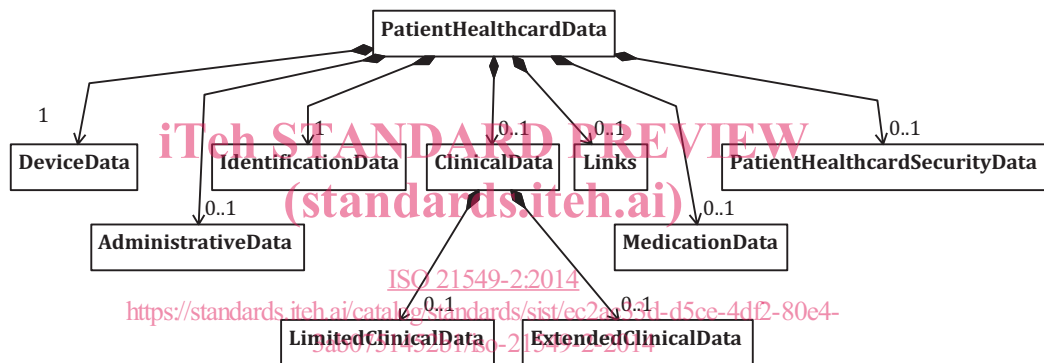 PatientHealthcardData
1
1
0..1
0..1
0..1
iTeh STANDARD PREVIEW
DeviceData
IdentificationData
ClinicalData
Links
PatientHealthcardSecurityData
(standards.iteh.ai)
0..1
0..1
AdministrativeData
MedicationData
ISO 21549-2:2014
0..1
0..1
LimitedClinicalData
ExtendedClinicalData